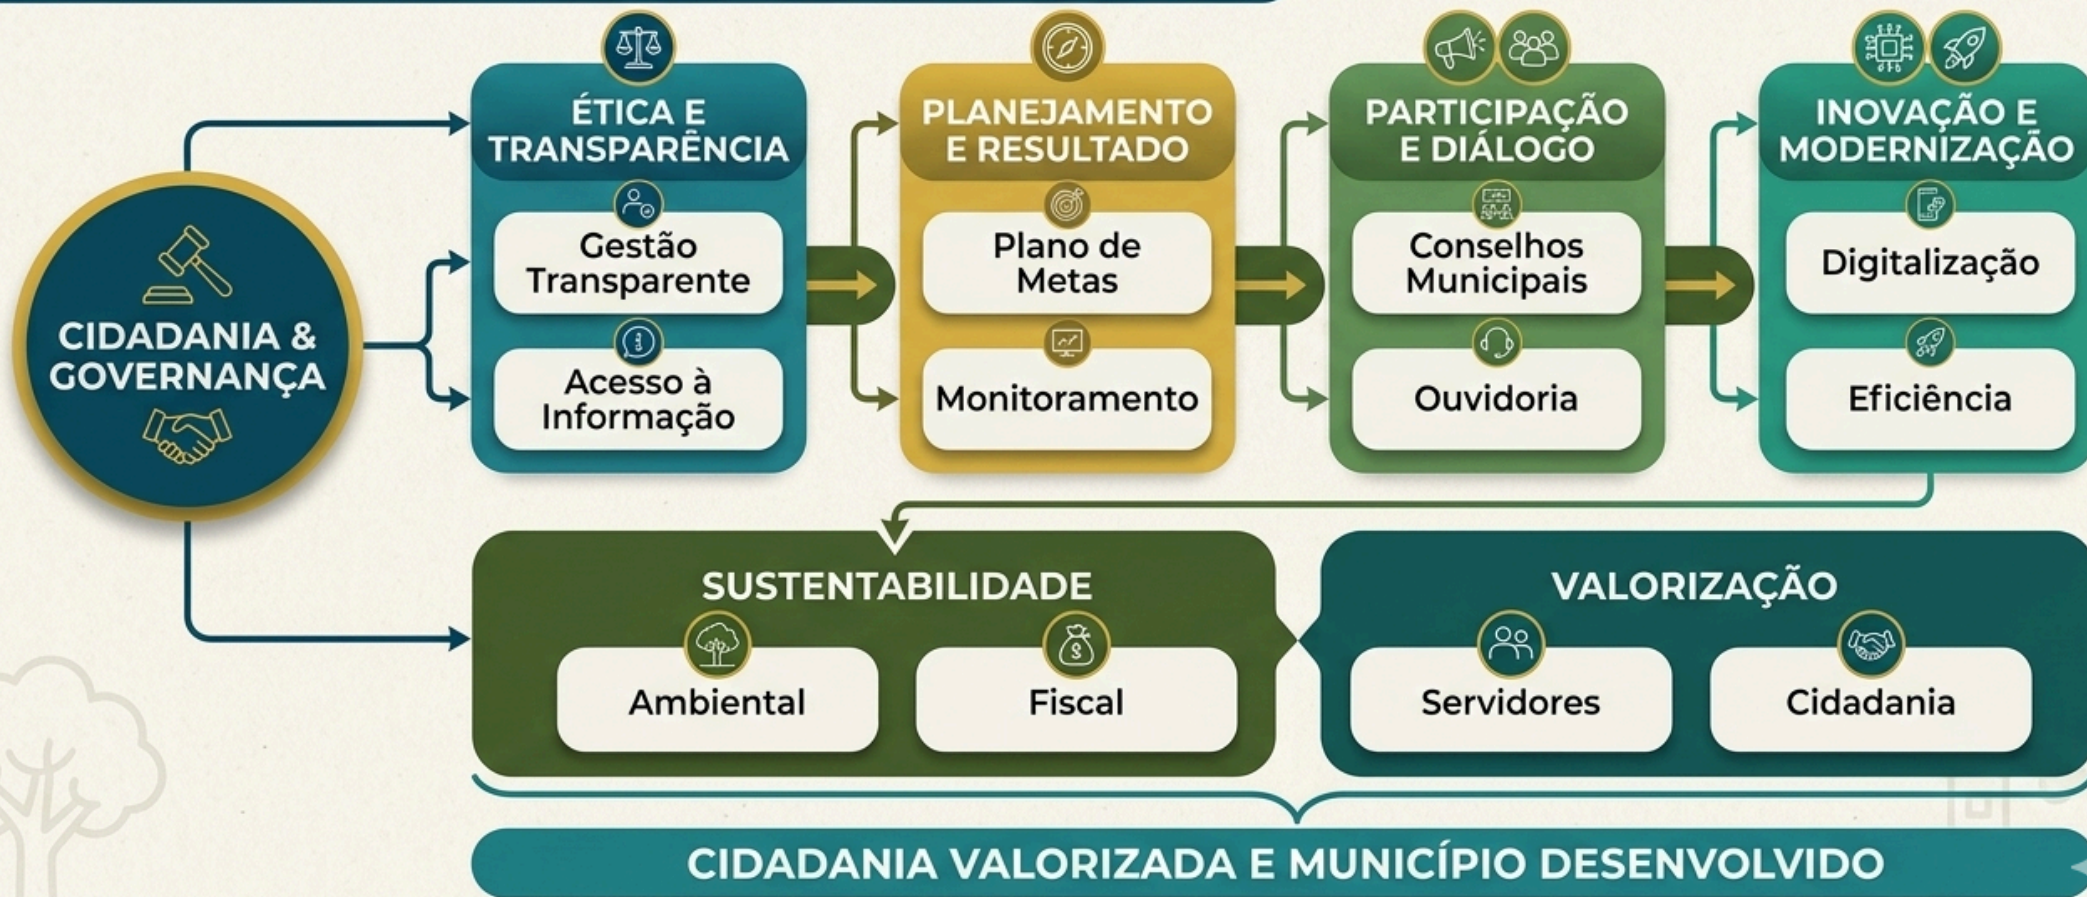 CIDADANIA &
GOVERNANÇA
ÉTICA E
TRANSPARÊNCIA
Gestão
Transparente
Acesso à
Informação
PLANEJAMENTO
E RESULTADO
Plano de
Metas
Monitoramento
PARTICIPAÇÃO
E DIÁLOGO
Conselhos
Municipais
Ouvidoria
INOVAÇÃO E
MODERNIZAÇÃO
Digitalização
Eficiência
SUSTENTABILIDADE
Ambiental
Fiscal
VALORIZAÇÃO
Servidores
Cidadania
CIDADANIA VALORIZADA E MUNICÍPIO DESENVOLVIDO